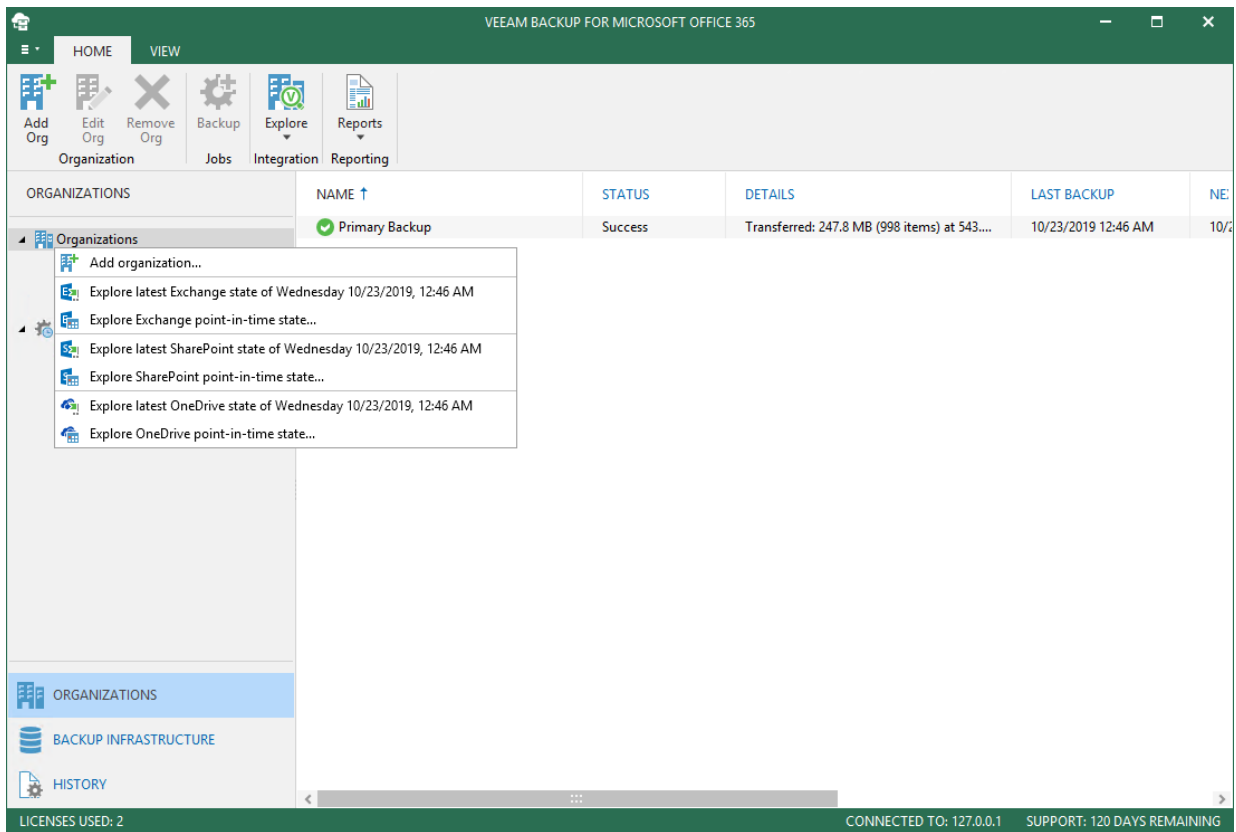 VEEAM BACKUP FOR MICROSOFT OFFICE 365
HOME VIEW
Add Org
Edit Org
Remove Org
Backup
Explore
Reports
Organization
Jobs
Integration
Reporting
ORGANIZATIONS
NAME ↑ STATUS DETAILS LAST BACKUP
Primary Backup Success Transferred: 247.8 MB (998 items) at 543.... 10/23/2019 12:46 AM
Organizations
Add organization...
Explore latest Exchange state of Wednesday 10/23/2019, 12:46 AM
Explore Exchange point-in-time state...
Explore latest SharePoint state of Wednesday 10/23/2019, 12:46 AM
Explore SharePoint point-in-time state...
Explore latest OneDrive state of Wednesday 10/23/2019, 12:46 AM
Explore OneDrive point-in-time state...
ORGANIZATIONS
BACKUP INFRASTRUCTURE
HISTORY
LICENSES USED: 2 CONNECTED TO: 127.0.0.1 SUPPORT: 120 DAYS REMAINING